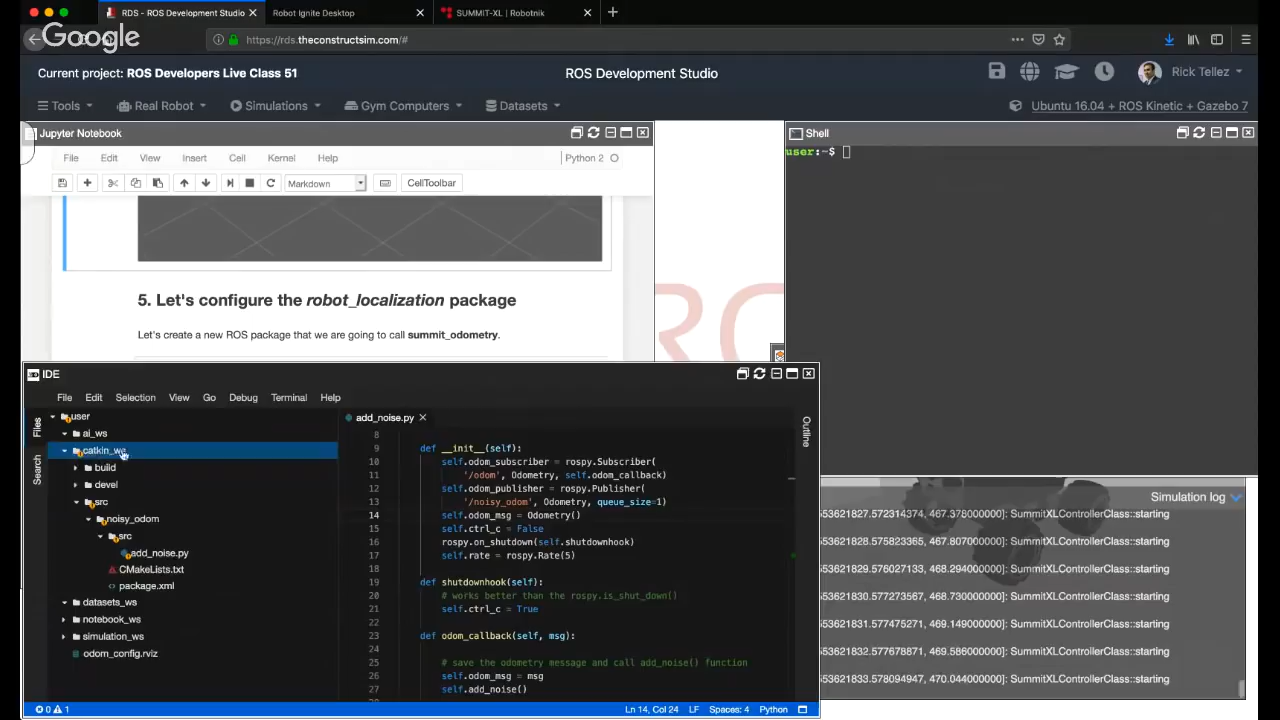 RDS - ROS Development Studio
Robot Ignite Desktop
SUMMIT-XL | Robotnik
Google
https://rds.theconstructsim.com/#
Current project: ROS Developers Live Class 51
ROS Development Studio
Rick Tellez
Tools
Real Robot
Simulations
Gym Computers
Datasets
Ubuntu 16.04 + ROS Kinetic + Gazebo 7
Jupyter Notebook
File Edit View Insert Cell Kernel Help
Python 2
Markdown
CellToolbar
5. Let's configure the robot_localization package
Let's create a new ROS package that we are going to call summit_odometry.
RO
Shell
user:~$
IDE
File Edit Selection View Go Debug Terminal Help
Files
Search
user
ai_ws
catkin_ws
build
devel
src
noisy_odom
src
add_noise.py
CMakeLists.txt
package.xml
datasets_ws
notebook_ws
simulation_ws
odom_config.rviz
add_noise.py
Outline
8
9 def __init__(self):
10 self.odom_subscriber = rospy.Subscriber(
11 '/odom', Odometry, self.odom_callback)
12 self.odom_publisher = rospy.Publisher(
13 '/noisy_odom', Odometry, queue_size=1)
14 self.odom_msg = Odometry()
15 self.ctrl_c = False
16 rospy.on_shutdown(self.shutdownhook)
17 self.rate = rospy.Rate(5)
18
19 def shutdownhook(self):
20 # works better than the rospy.is_shut_down()
21 self.ctrl_c = True
22
23 def odom_callback(self, msg):
24
25 # save the odometry message and call add_noise() function
26 self.odom_msg = msg
27 self.add_noise()
0 1
Ln 14, Col 24 LF Spaces: 4 Python
Simulation log
553621827.572314374, 467.378000000]: SummitXLControllerClass::starting
553621828.575823365, 467.807000000]: SummitXLControllerClass::starting
553621829.576027133, 468.294000000]: SummitXLControllerClass::starting
553621830.577273567, 468.730000000]: SummitXLControllerClass::starting
553621831.577475271, 469.149000000]: SummitXLControllerClass::starting
553621832.577678871, 469.586000000]: SummitXLControllerClass::starting
553621833.578094947, 470.044000000]: SummitXLControllerClass::starting